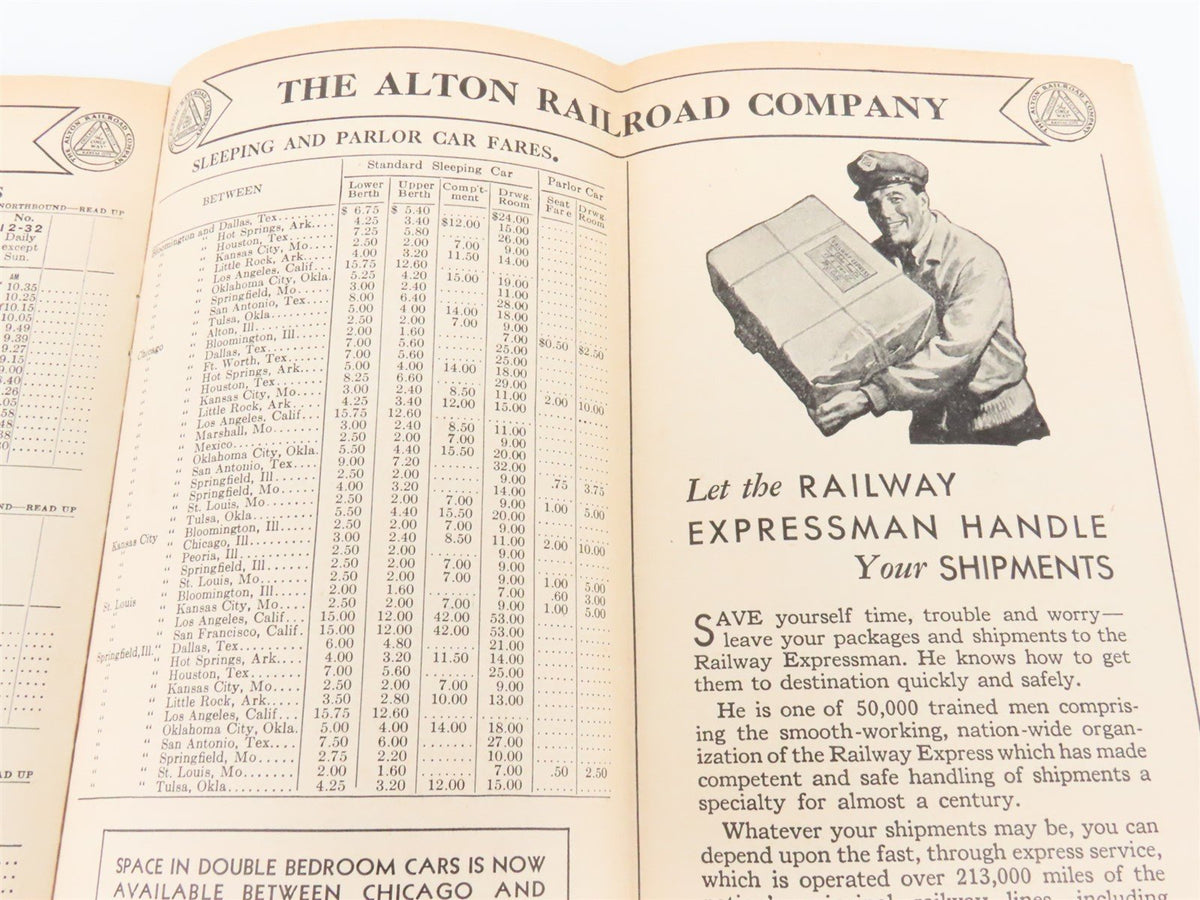 THE ALTON RAILROAD COMPANY
THE ALTON RAILROAD COMPANY
NORTHBOUND—READ UP
No.
12-32
Daily
except
Sun.
AM
10.35
10.25
10.15
10.05
9.49
9.39
9.27
9.15
READ UP
SLEEPING AND PARLOR CAR FARES.
BETWEEN
Standard Sleeping Car
Parlor Car
Lower Berth Upper Berth Comp't-ment Drwg. Room Seat Fare Drwg. Room
Bloomington and Dallas, Tex. $ 6.75 $ 5.40 $24.00
" Hot Springs, Ark. 4.25 3.40 $12.00 15.00
" Houston, Tex. 7.25 5.80 26.00
" Kansas City, Mo. 2.50 2.00 7.00 9.00
" Little Rock, Ark. 4.00 3.20 11.50 14.00
" Los Angeles, Calif. 15.75 12.60
" Oklahoma City, Okla. 5.25 4.20 15.00 19.00
" Springfield, Mo. 3.00 2.40 11.00
" San Antonio, Tex. 8.00 6.40 28.00
" Tulsa, Okla. 5.00 4.00 14.00 18.00
Chicago " Alton, Ill. 2.50 2.00 7.00 9.00
" Bloomington, Ill. 2.00 1.60 7.00 $0.50 $2.50
" Dallas, Tex. 7.00 5.60 25.00
" Ft. Worth, Tex. 7.00 5.60 25.00
" Hot Springs, Ark. 5.00 4.00 14.00 18.00
" Houston, Tex. 8.25 6.60 29.00
" Kansas City, Mo. 3.00 2.40 8.50 11.00 2.00 10.00
" Little Rock, Ark. 4.25 3.40 12.00 15.00
" Los Angeles, Calif. 15.75 12.60
" Marshall, Mo. 3.00 2.40 8.50 11.00
" Mexico 2.50 2.00 7.00 9.00
" Oklahoma City, Okla. 5.50 4.40 15.50 20.00
" San Antonio, Tex. 9.00 7.20 32.00
" Springfield, Ill. 2.50 2.00 9.00 .75 3.75
" Springfield, Mo. 4.00 3.20 14.00
" St. Louis, Mo. 2.50 2.00 7.00 9.00 1.00 5.00
" Tulsa, Okla. 5.50 4.40 15.50 20.00
Kansas City " Bloomington, Ill. 2.50 2.00 7.00 9.00
" Chicago, Ill. 3.00 2.40 8.50 11.00 2.00 10.00
" Peoria, Ill. 2.50 2.00 9.00
" Springfield, Ill. 2.50 2.00 7.00 9.00
" St. Louis, Mo. 2.50 2.00 7.00 9.00 1.00 5.00
St. Louis " Bloomington, Ill. 2.00 1.60 7.00 .60 3.00
" Kansas City, Mo. 2.50 2.00 7.00 9.00 1.00 5.00
" Los Angeles, Calif. 15.00 12.00 42.00 53.00
" San Francisco, Calif. 15.00 12.00 42.00 53.00
Springfield, Ill. " Dallas, Tex. 6.00 4.80 21.00
" Hot Springs, Ark. 4.00 3.20 11.50 14.00
" Houston, Tex. 7.00 5.60 25.00
" Kansas City, Mo. 2.50 2.00 7.00 9.00
" Little Rock, Ark. 3.50 2.80 10.00 13.00
" Los Angeles, Calif. 15.75 12.60
" Oklahoma City, Okla. 5.00 4.00 14.00 18.00
" San Antonio, Tex. 7.50 6.00 27.00
" Springfield, Mo. 2.75 2.20 10.00
" St. Louis, Mo. 2.00 1.60 7.00 .50 2.50
" Tulsa, Okla. 4.25 3.20 12.00 15.00
SPACE IN DOUBLE BEDROOM CARS IS NOW
AVAILABLE BETWEEN CHICAGO AND
Let the RAILWAY
EXPRESSMAN HANDLE
Your SHIPMENTS
SAVE yourself time, trouble and worry—
leave your packages and shipments to the
Railway Expressman. He knows how to get
them to destination quickly and safely.
He is one of 50,000 trained men compris-
ing the smooth-working, nation-wide organ-
ization of the Railway Express which has made
competent and safe handling of shipments a
specialty for almost a century.
Whatever your shipments may be, you can
depend upon the fast, through express service,
which is operated over 213,000 miles of the
nation's principal railway lines, including